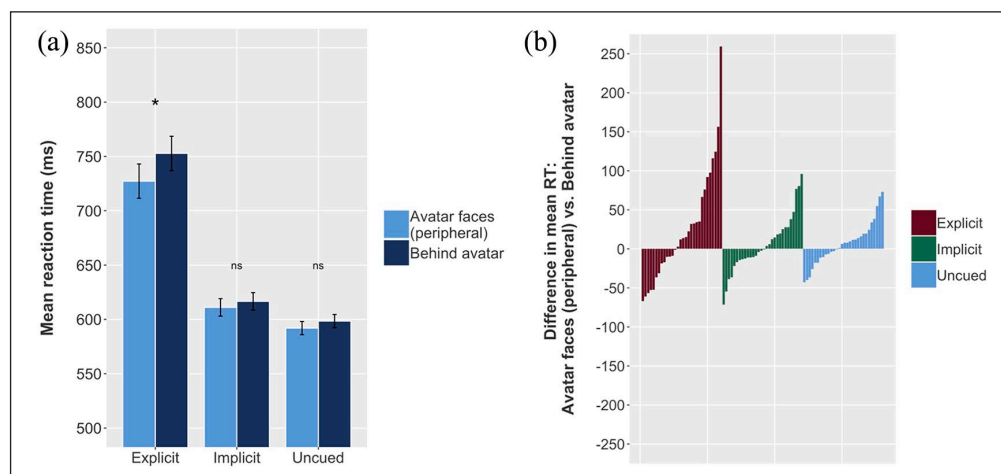 (a)
850
800
750
700
650
600
550
500
Mean reaction time (ms)
*
ns
ns
Explicit
Implicit
Uncued
Avatar faces
(peripheral)
Behind avatar
(b)
250
200
150
100
50
0
-50
-100
-150
-200
-250
Difference in mean RT:
Avatar faces (peripheral) vs. Behind avatar
Explicit
Implicit
Uncued